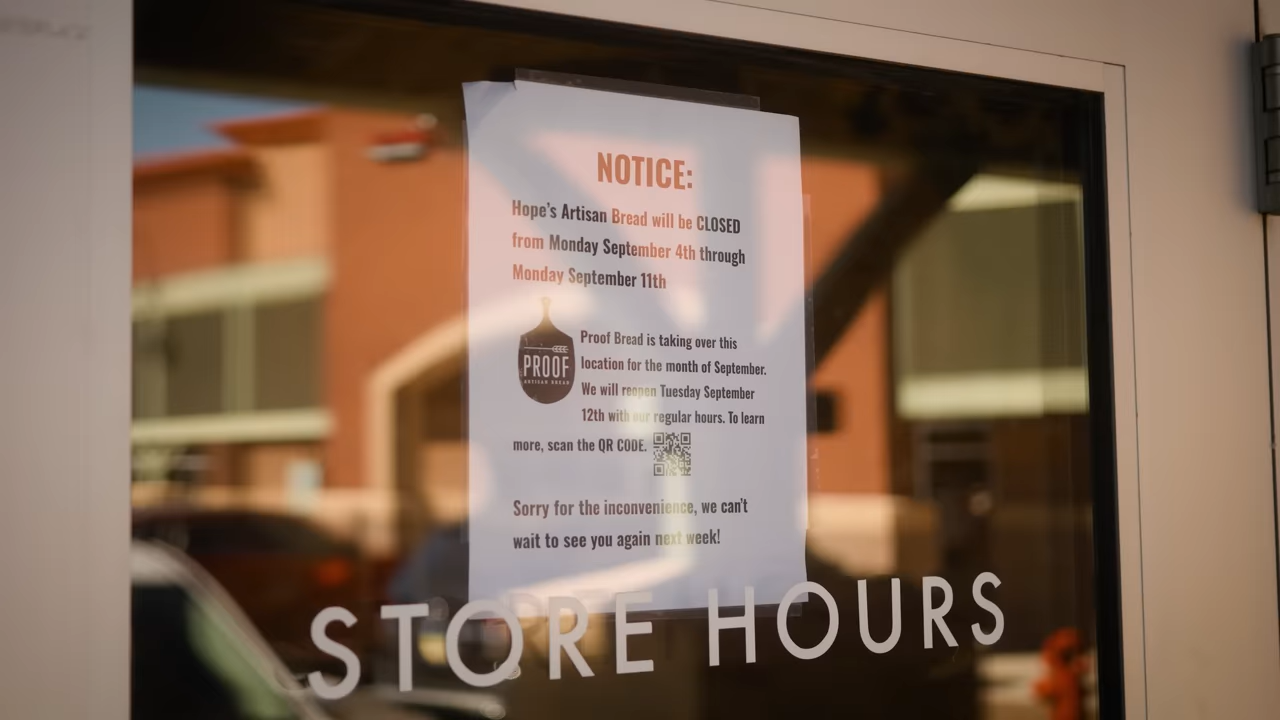 NOTICE:
Hope's Artisan Bread will be CLOSED
from Monday September 4th through
Monday September 11th
PROOF
ARTISAN BREAD
Proof Bread is taking over this
location for the month of September.
We will reopen Tuesday September
12th with our regular hours. To learn
more, scan the QR CODE.
Sorry for the inconvenience, we can't
wait to see you again next week!
STORE HOURS